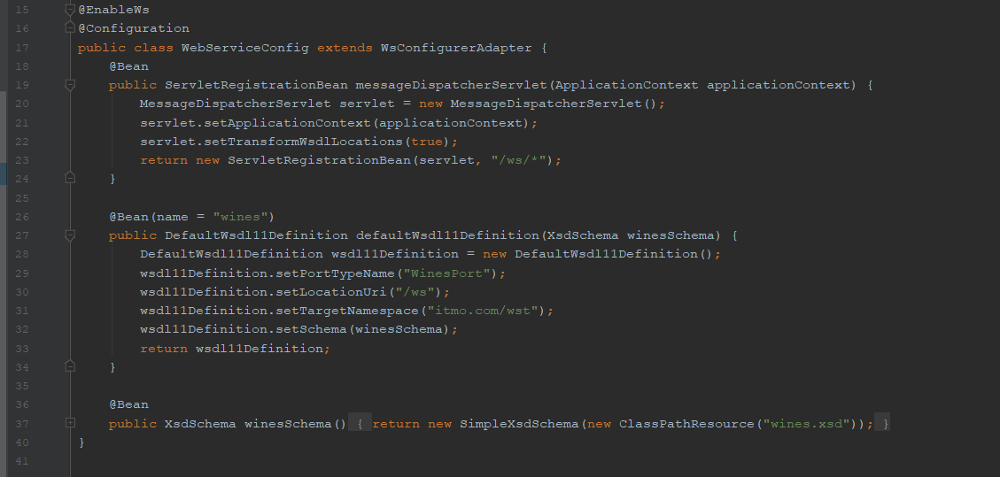 15 @EnableWs
16 @Configuration
17 public class WebServiceConfig extends WsConfigurerAdapter {
18     @Bean
19     public ServletRegistrationBean messageDispatcherServlet(ApplicationContext applicationContext) {
20         MessageDispatcherServlet servlet = new MessageDispatcherServlet();
21         servlet.setApplicationContext(applicationContext);
22         servlet.setTransformWsdlLocations(true);
23         return new ServletRegistrationBean(servlet, "/ws/*");
24     }
25
26     @Bean(name = "wines")
27     public DefaultWsdl11Definition defaultWsdl11Definition(XsdSchema winesSchema) {
28         DefaultWsdl11Definition wsdl11Definition = new DefaultWsdl11Definition();
29         wsdl11Definition.setPortTypeName("WinesPort");
30         wsdl11Definition.setLocationUri("/ws");
31         wsdl11Definition.setTargetNamespace("itmo.com/wst");
32         wsdl11Definition.setSchema(winesSchema);
33         return wsdl11Definition;
34     }
35
36     @Bean
37     public XsdSchema winesSchema() { return new SimpleXsdSchema(new ClassPathResource("wines.xsd")); }
40 }
41